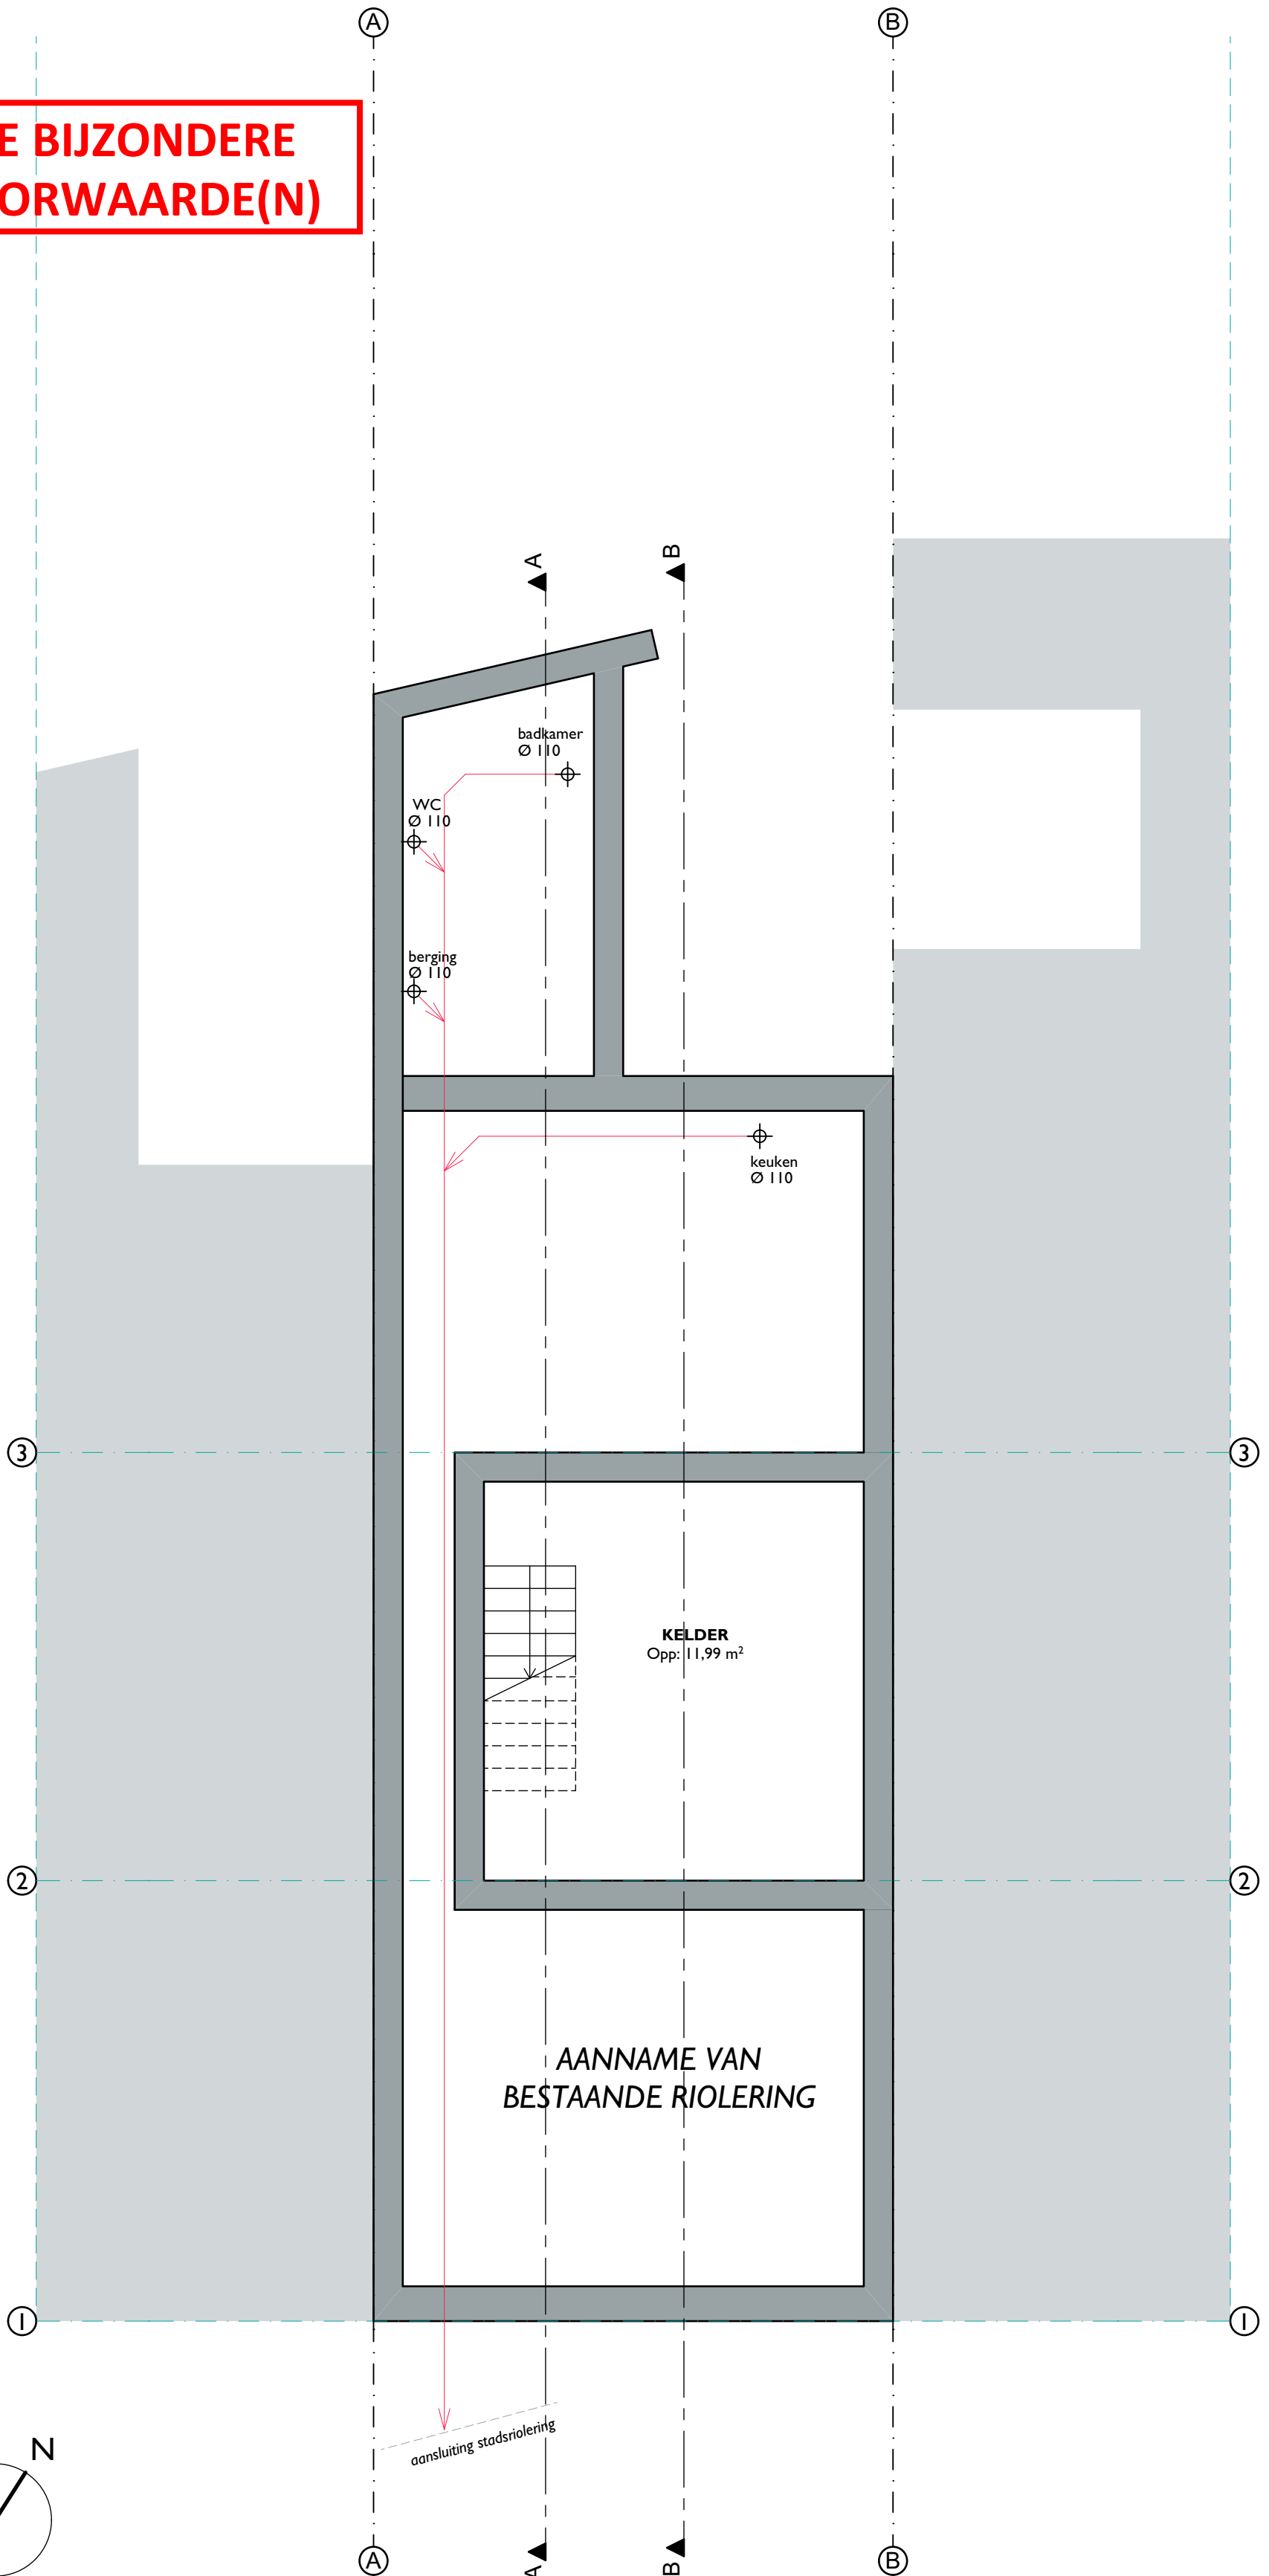 A
B
E BIJZONDERE
ORWAARDE(N)
A
B
badkamer
Ø 110
WC
Ø 110
berging
Ø 110
keuken
Ø 110
3
3
KELDER
Opp: 11,99 m²
2
2
AANNAME VAN
BESTAANDE RIOLERING
1
1
aansluiting stadsriolering
N
A
A
B
B